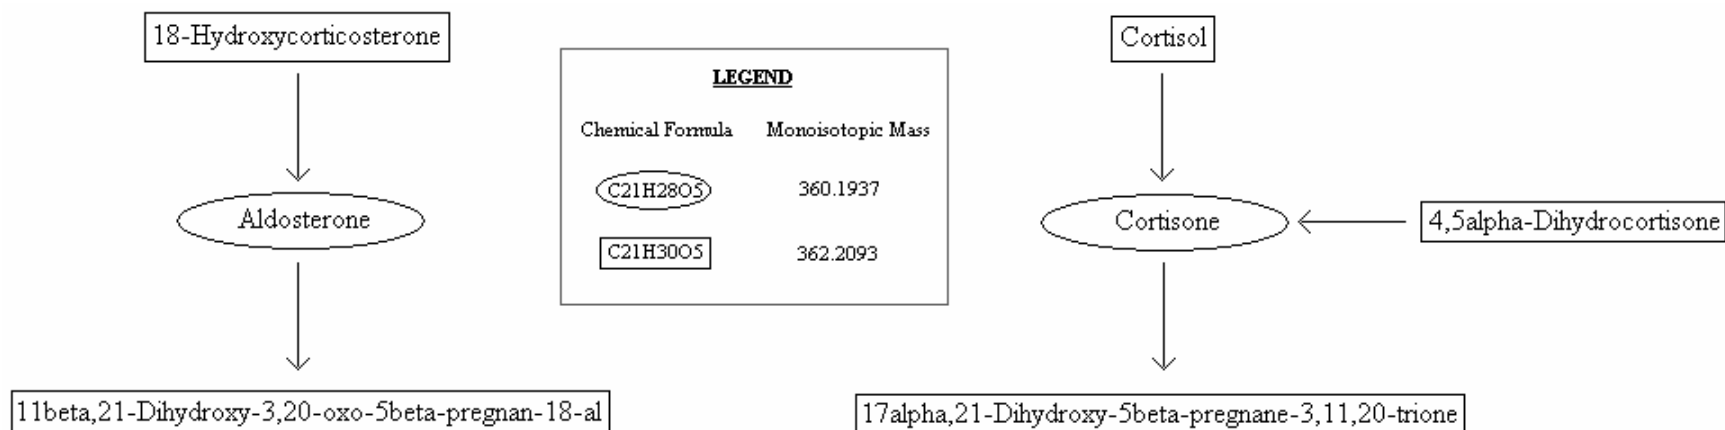 18-Hydroxycorticosterone
Cortisol
LEGEND
Chemical Formula Monoisotopic Mass
C21H28O5 360.1937
C21H30O5 362.2093
Aldosterone
Cortisone
4,5alpha-Dihydrocortisone
11beta,21-Dihydroxy-3,20-oxo-5beta-pregnan-18-al
17alpha,21-Dihydroxy-5beta-pregnane-3,11,20-trione